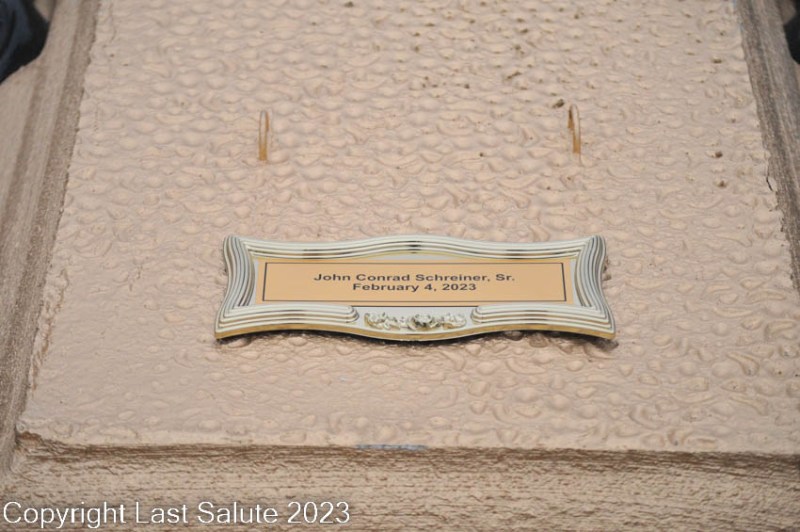 John Conrad Schreiner, Sr.
February 4, 2023
Copyright Last Salute 2023